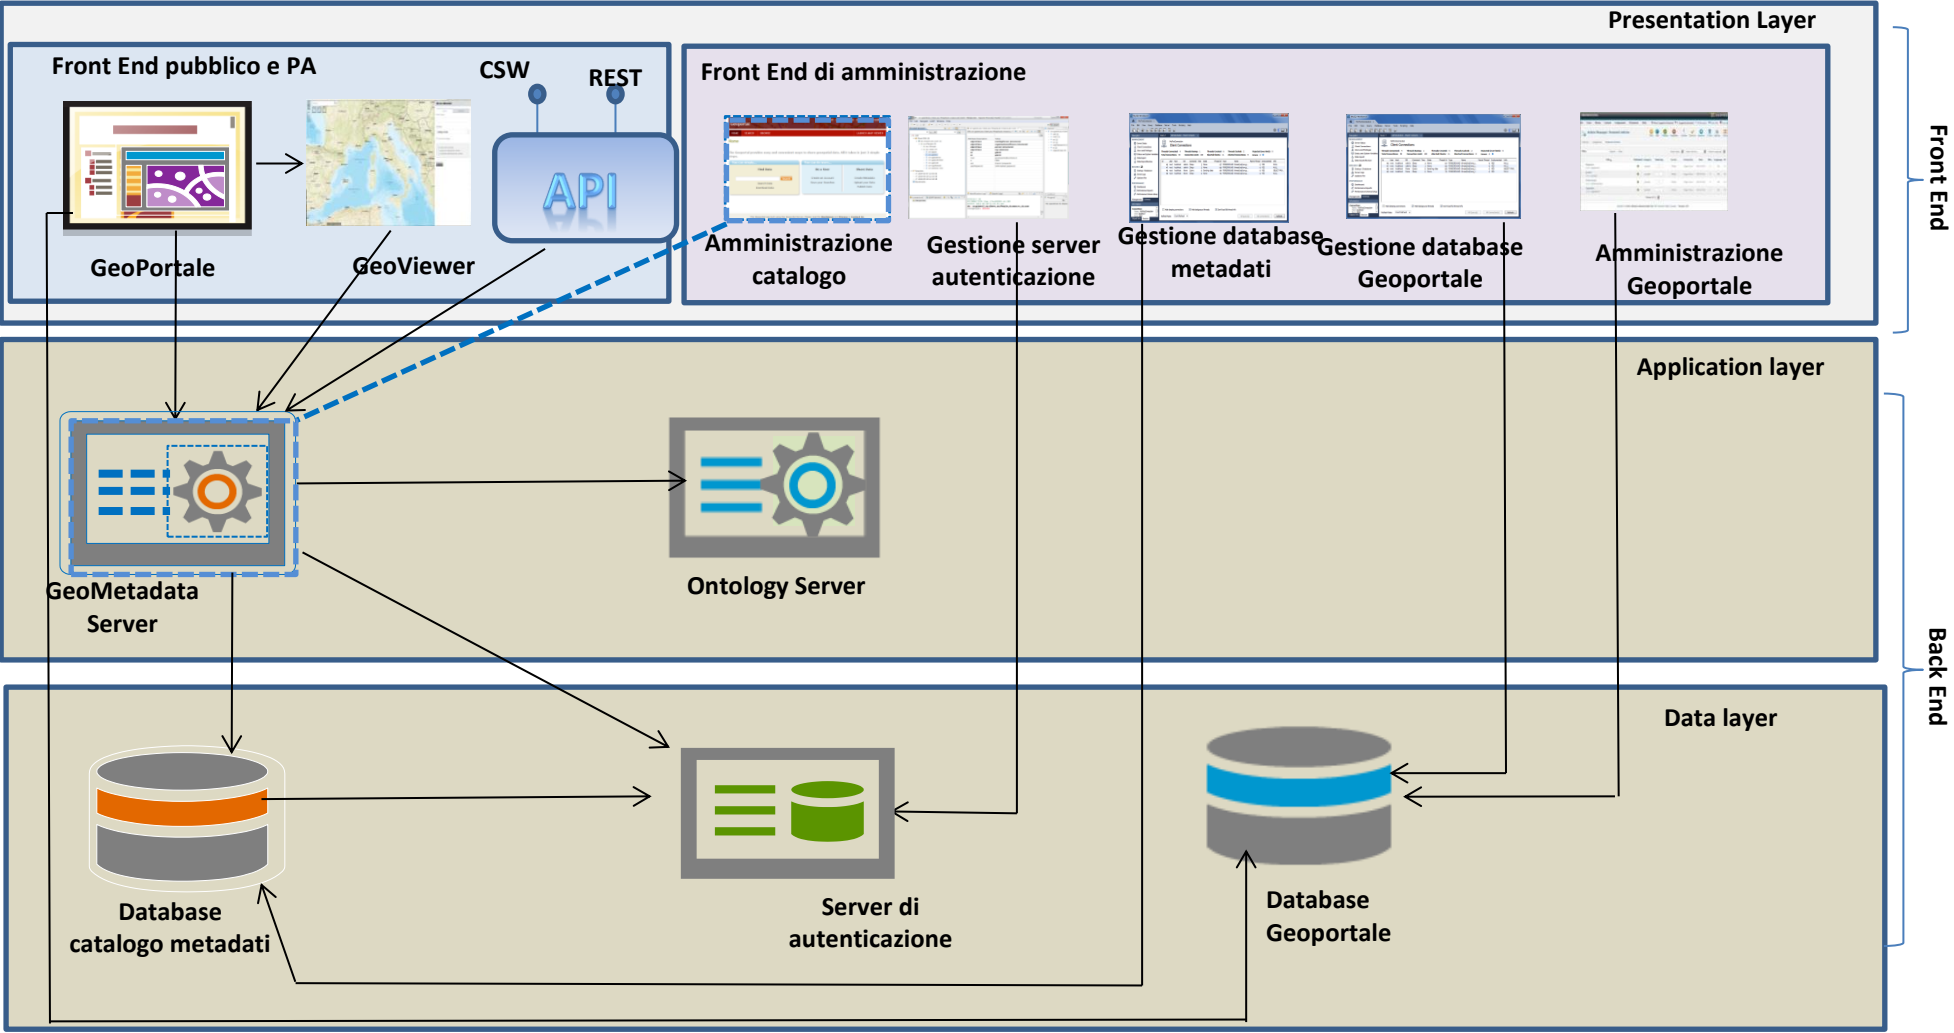 Presentation Layer
Front End pubblico e PA
CSW
REST
Front End di amministrazione
API
GeoPortale
GeoViewer
Amministrazione
catalogo
Gestione server
autenticazione
Gestione database
metadati
Gestione database
Geoportale
Amministrazione
Geoportale
Front End
Application layer
GeoMetadata
Server
Ontology Server
Back End
Data layer
Database
catalogo metadati
Server di
autenticazione
Database
Geoportale